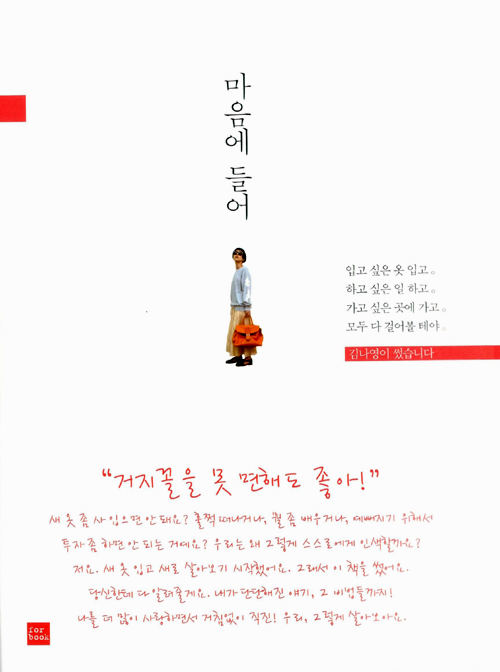 마음에 들어
입고 싶은 옷 입고。
하고 싶은 일 하고。
가고 싶은 곳에 가고。
모두 다 걸어볼 테야。
김나영이 썼습니다
“거지꼴을 못 면해도 좋아!”
새 옷 좀 사 입으면 안 돼요? 훌쩍 떠나거나, 뭘 좀 배우거나, 예뻐지기 위해서
투자 좀 하면 안 되는 거예요? 우리는 왜 그렇게 스스로에게 인색할까요?
저요. 새 옷 입고 새로 살아보기 시작했어요. 그래서 이 책을 썼어요.
당신한테 다 알려줄게요. 내가 단단해진 얘기, 그 비법들까지!
나를 더 많이 사랑하면서 거침없이 직진! 우리, 그렇게 살아보아요.
for
book